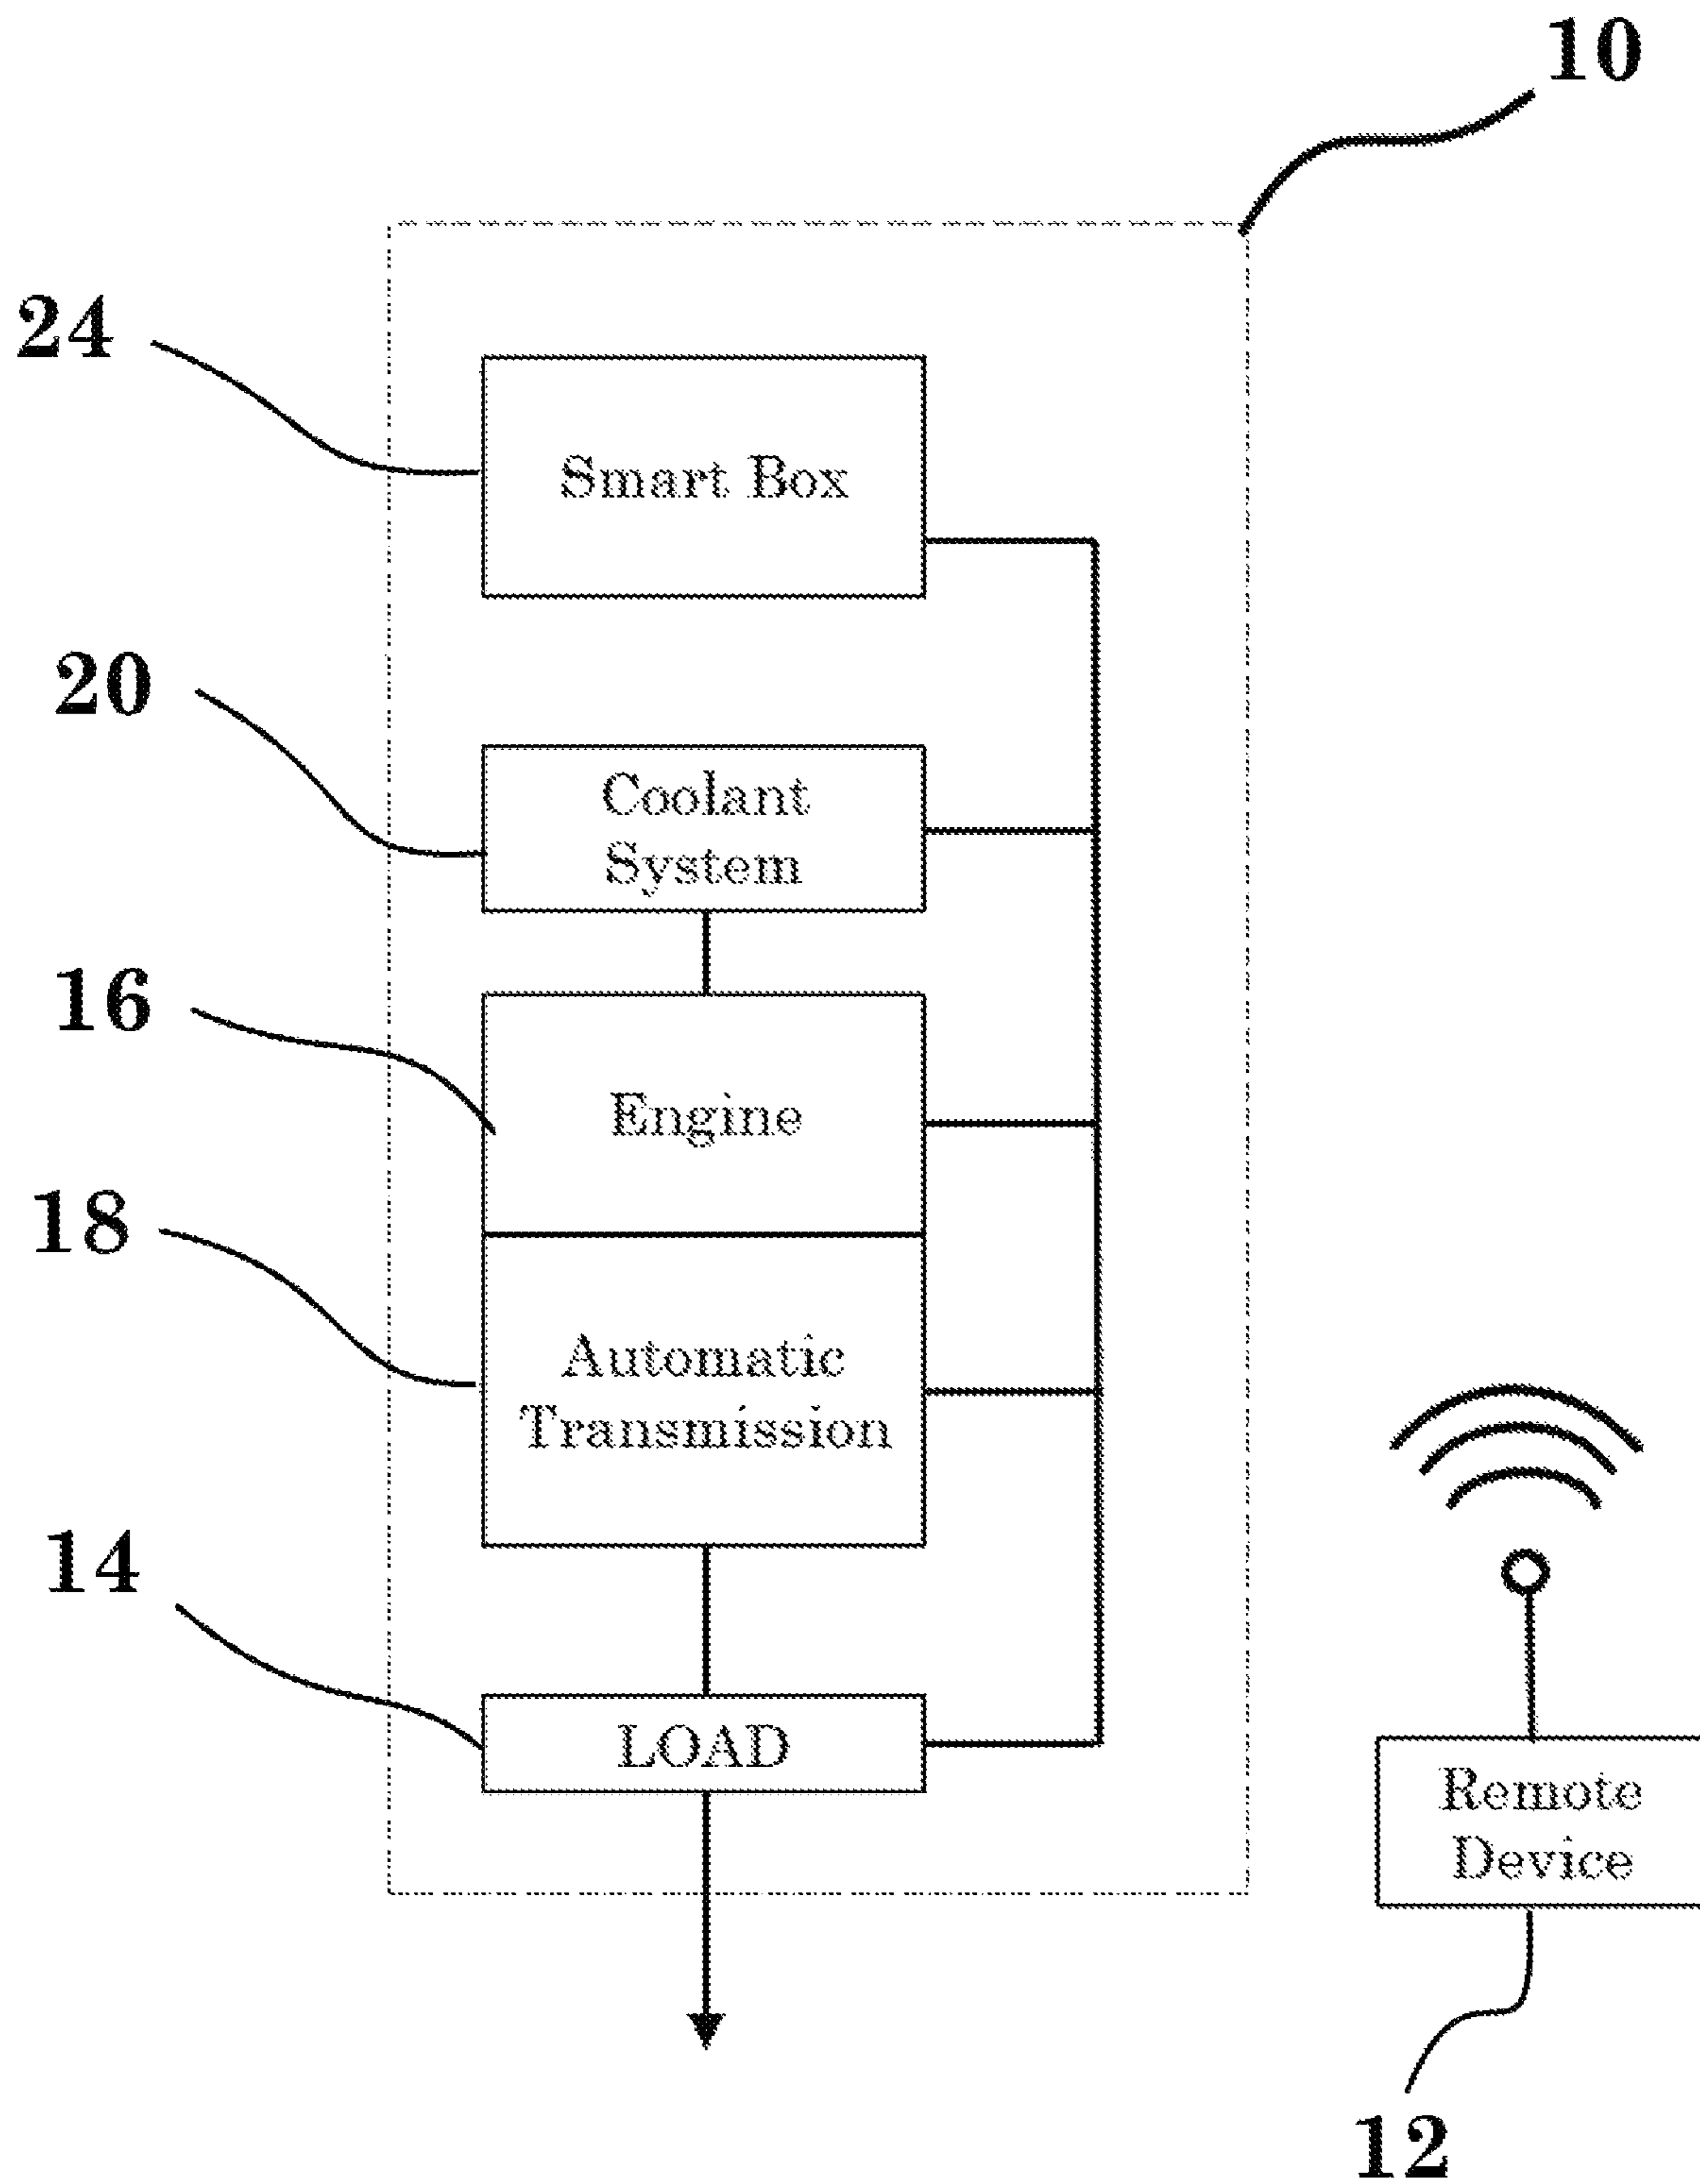 10
24
Smart Box
20
Coolant
System
16
Engine
18
Automatic
Transmission
14
LOAD
Remote
Device
12